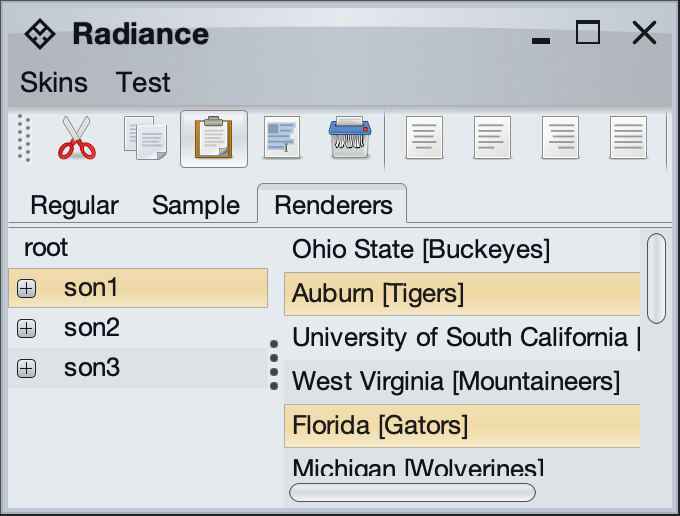 Radiance
Skins Test
Regular Sample Renderers
root
son1
son2
son3
Ohio State [Buckeyes]
Auburn [Tigers]
University of South California [
West Virginia [Mountaineers]
Florida [Gators]
Michigan [Wolverines]